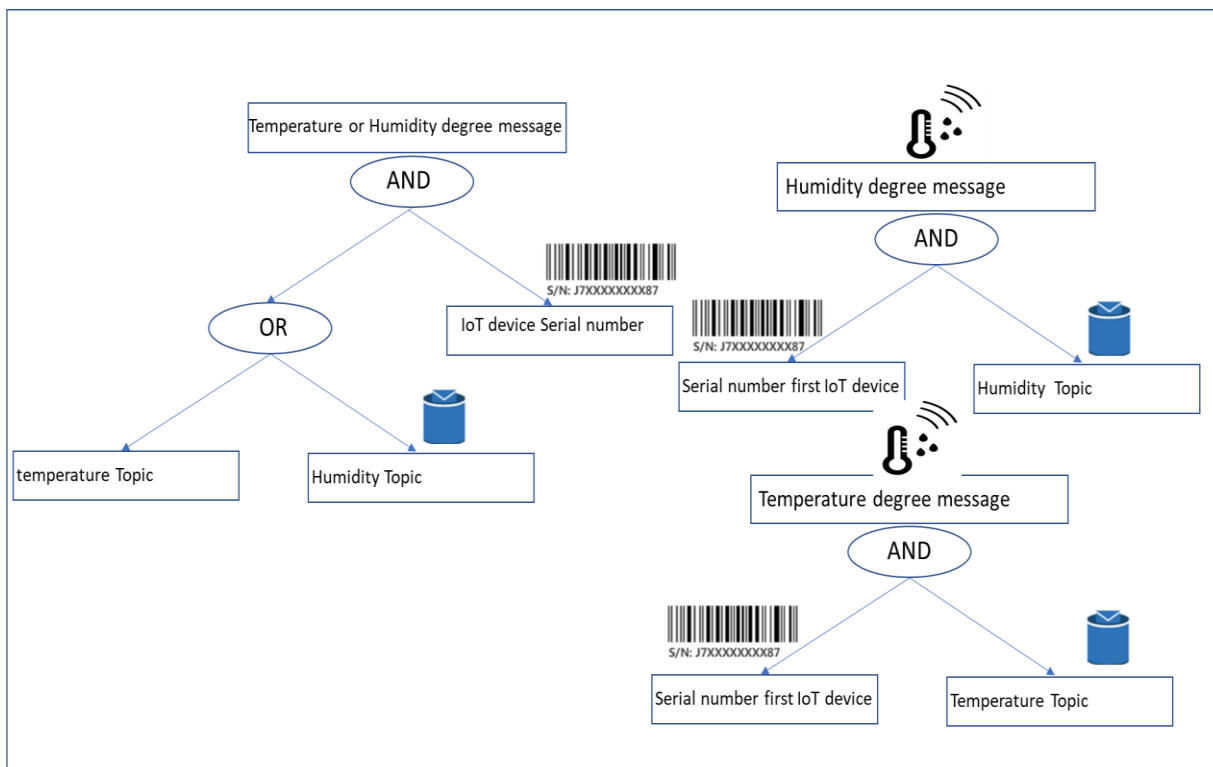 Temperature or Humidity degree message
AND
S/N: J7XXXXXXXX87
OR
IoT device Serial number
temperature Topic
Humidity Topic
Humidity degree message
AND
S/N: J7XXXXXXXX87
Serial number first IoT device
Humidity Topic
Temperature degree message
AND
S/N: J7XXXXXXXX87
Serial number first IoT device
Temperature Topic